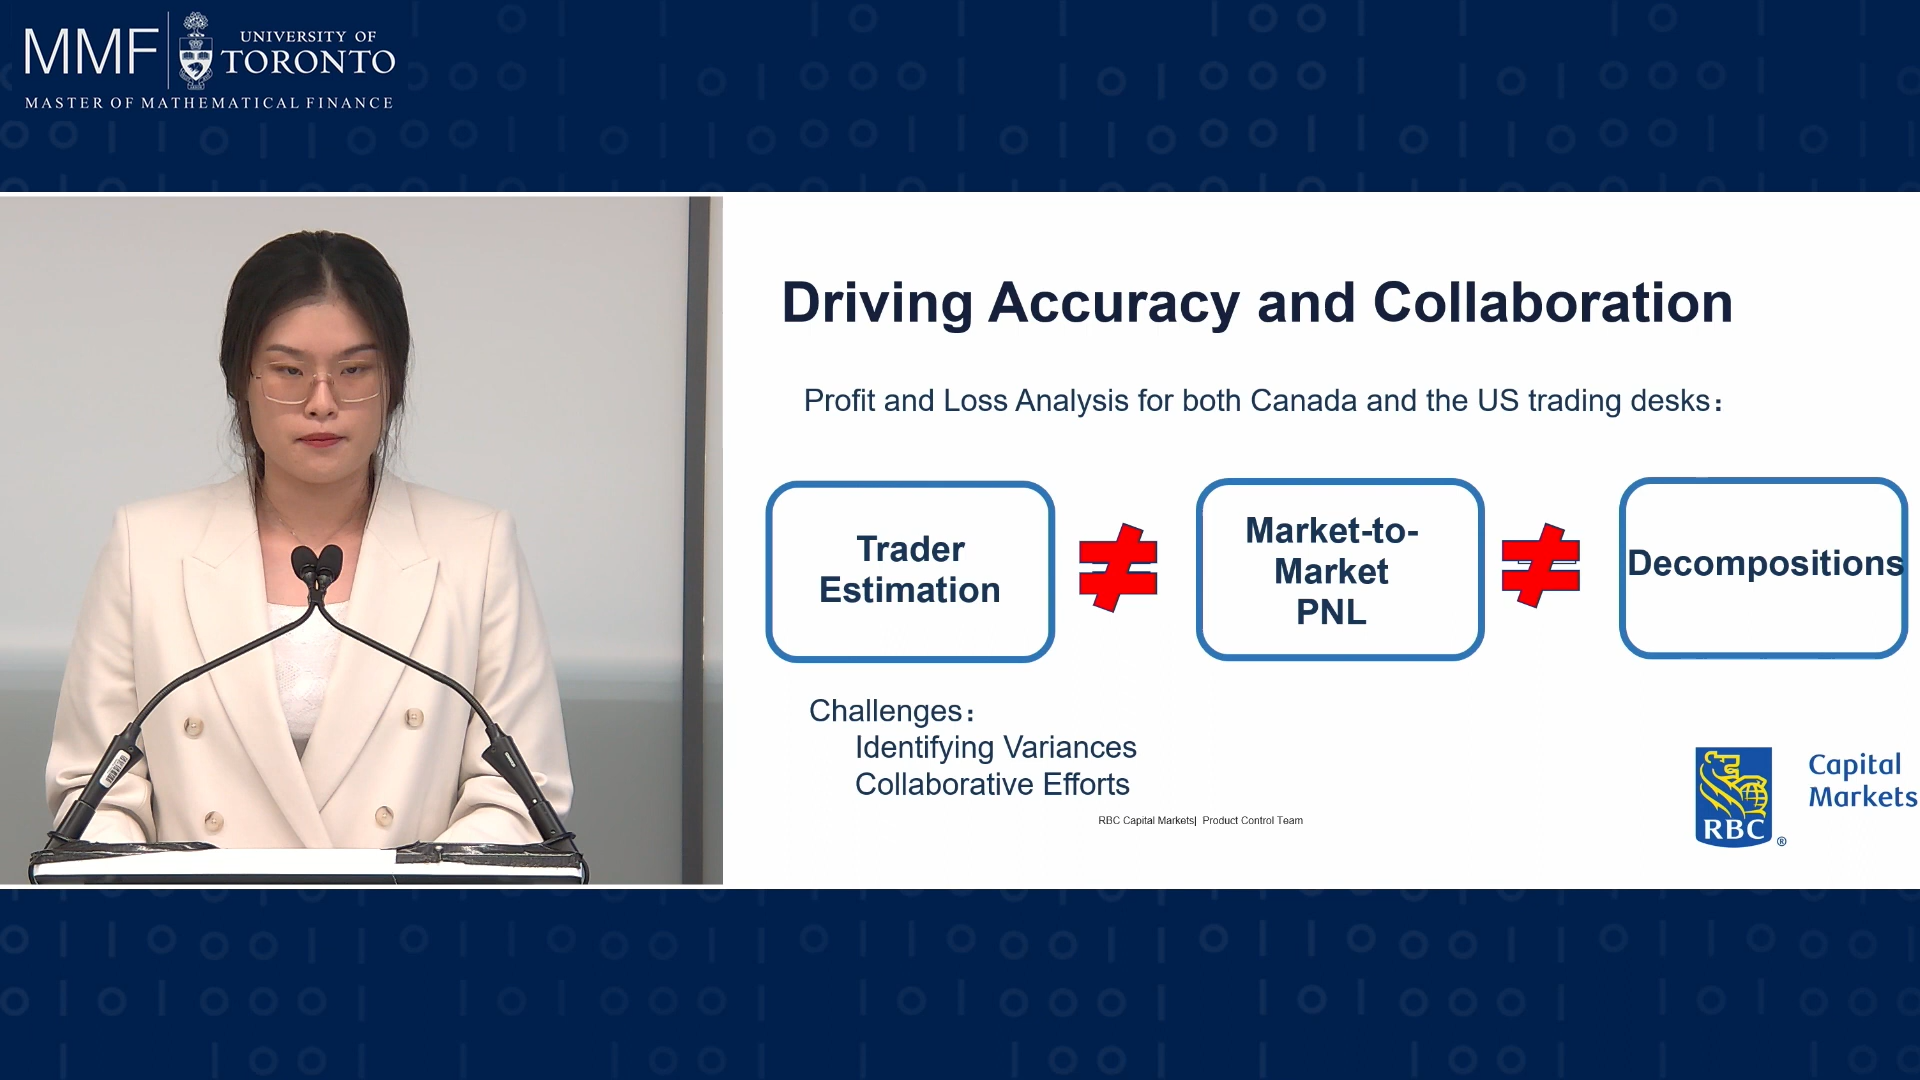 MMF
UNIVERSITY OF
TORONTO
MASTER OF MATHEMATICAL FINANCE
Driving Accuracy and Collaboration
Profit and Loss Analysis for both Canada and the US trading desks：
Trader
Estimation
≠
Market-to-
Market
PNL
≠
Decompositions
Challenges：
Identifying Variances
Collaborative Efforts
RBC Capital Markets| Product Control Team
Capital
Markets
RBC
®